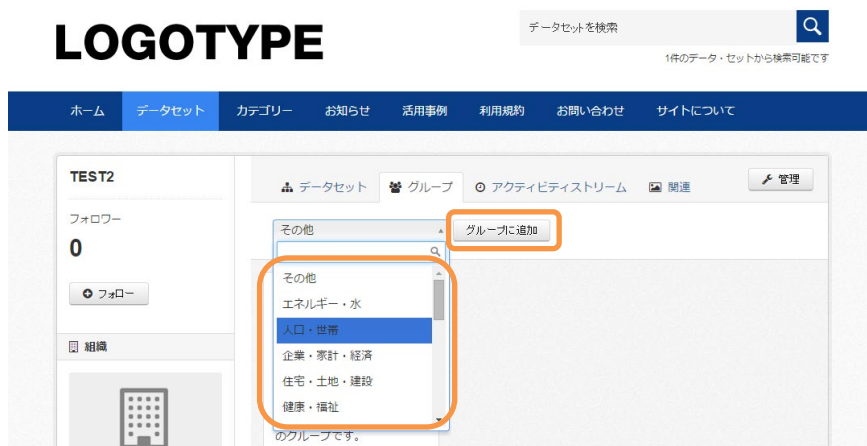 LOGOTYPE
データセットを検索
1件のデータ・セットから検索可能です
ホーム データセット カテゴリー お知らせ 活用事例 利用規約 お問い合わせ サイトについて
TEST2
データセット グループ アクティビティストリーム 関連 管理
フォロワー
0
フォロー
組織
その他 グループに追加
その他
エネルギー・水
人口・世帯
企業・家計・経済
住宅・土地・建設
健康・福祉
のグループです。